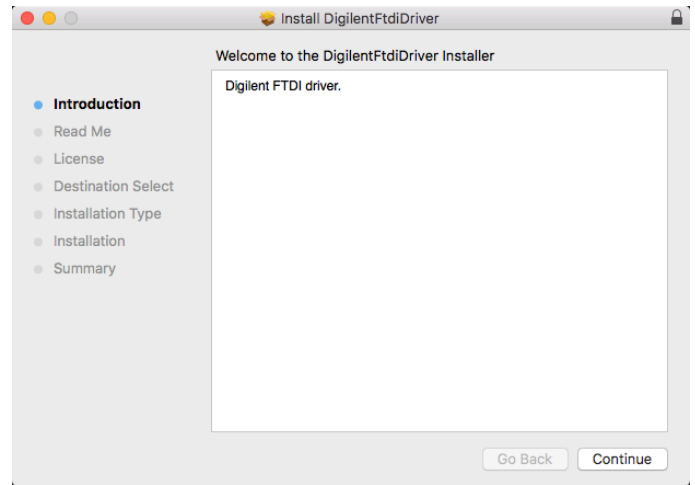 Install DigilentFtdiDriver
Welcome to the DigilentFtdiDriver Installer
Introduction
Read Me
License
Destination Select
Installation Type
Installation
Summary
Digilent FTDI driver.
Go Back
Continue